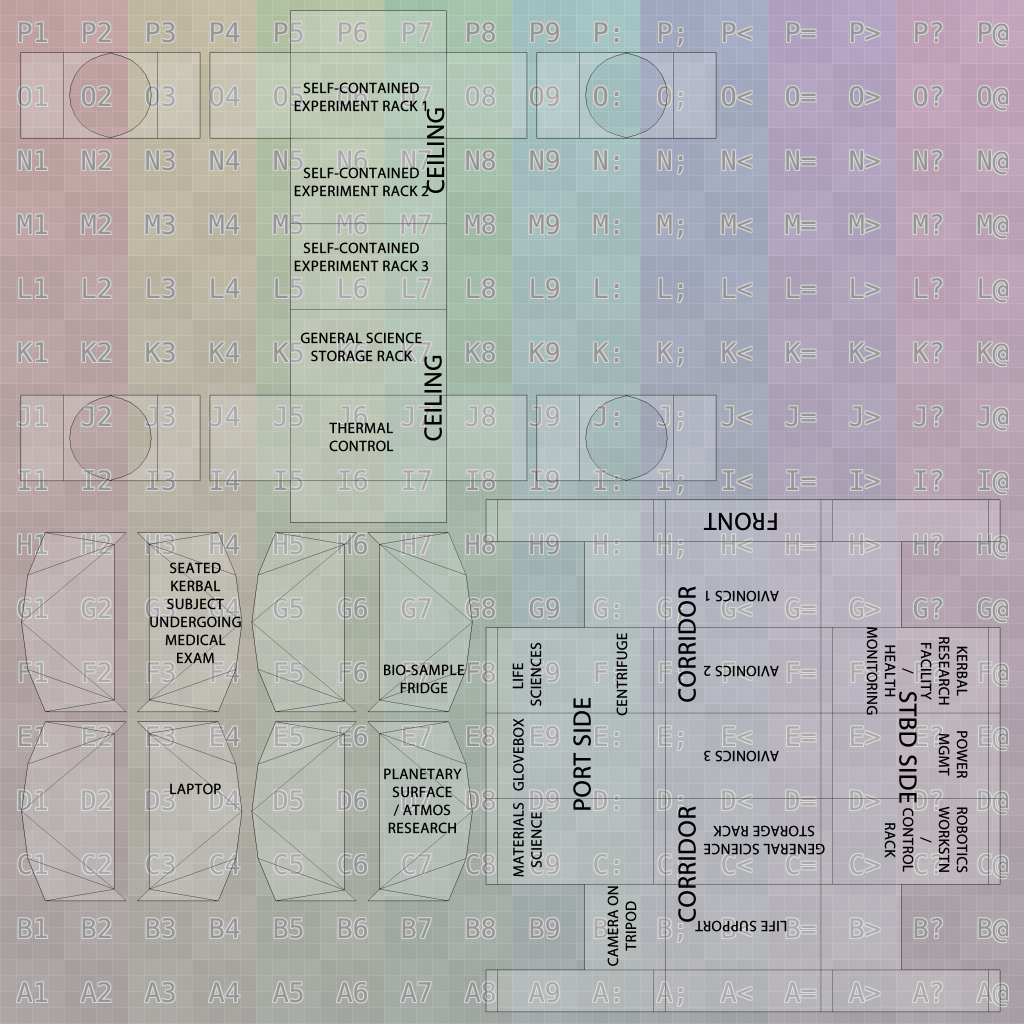 P1 P2 P3 P4 P5 P6 P7 P8 P9 P: P; P< P= P> P? P@
O1 O2 O3 O4 O5 O6 O7 O8 O9 O: O; O< O= O> O? O@
SELF-CONTAINED
EXPERIMENT RACK 1
CEILING
N1 N2 N3 N4 N5 N6 N7 N8 N9 N: N; N< N= N> N? N@
SELF-CONTAINED
EXPERIMENT RACK 2
M1 M2 M3 M4 M5 M6 M7 M8 M9 M: M; M< M= M> M? M@
SELF-CONTAINED
EXPERIMENT RACK 3
L1 L2 L3 L4 L5 L6 L7 L8 L9 L: L; L< L= L> L? L@
GENERAL SCIENCE
STORAGE RACK
CEILING
K1 K2 K3 K4 K5 K6 K7 K8 K9 K: K; K< K= K> K? K@
J1 J2 J3 J4 J5 J6 J7 J8 J9 J: J; J< J= J> J? J@
THERMAL
CONTROL
I1 I2 I3 I4 I5 I6 I7 I8 I9 I: I; I< I= I> I? I@
FRONT
H1 H2 H3 H4 H5 H6 H7 H8 H9 H: H; H< H= H> H? H@
SEATED
KERBAL
SUBJECT
UNDERGOING
MEDICAL
EXAM
G1 G2 G3 G4 G5 G6 G7 G8 G9 G: G; G< G= G> G? G@
CORRIDOR
AVIONICS 1
F1 F2 F3 F4 F5 F6 F7 F8 F9 F: F; F< F= F> F? F@
BIO-SAMPLE
FRIDGE
LIFE
SCIENCES
CENTRIFUGE
AVIONICS 2
KERBAL
RESEARCH
FACILITY
/
HEALTH
MONITORING
E1 E2 E3 E4 E5 E6 E7 E8 E9 E: E; E< E= E> E? E@
GLOVEBOX
PORT SIDE
AVIONICS 3
STBD SIDE
POWER
MGMT
LAPTOP
PLANETARY
SURFACE
/ ATMOS
RESEARCH
D1 D2 D3 D4 D5 D6 D7 D8 D9 D: D; D< D= D> D? D@
MATERIALS
SCIENCE
CORRIDOR
GENERAL SCIENCE
STORAGE RACK
ROBOTICS
WORKSTN
/
CONTROL
RACK
C1 C2 C3 C4 C5 C6 C7 C8 C9 C: C; C< C= C> C? C@
CAMERA ON
TRIPOD
LIFE SUPPORT
B1 B2 B3 B4 B5 B6 B7 B8 B9 B: B; B< B= B> B? B@
A1 A2 A3 A4 A5 A6 A7 A8 A9 A: A; A< A= A> A? A@